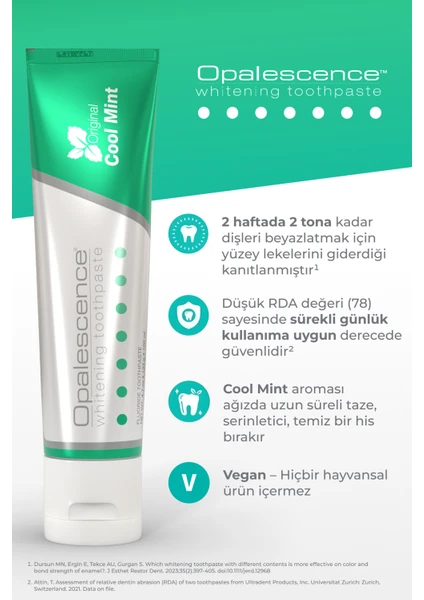 Opalescence™
whitening toothpaste
Original
Cool Mint
Opalescence®
whitening toothpaste
FLUORIDE TOOTHPASTE
2 haftada 2 tona kadar
dişleri beyazlatmak için
yüzey lekelerini giderdiği
kanıtlanmıştır¹
Düşük RDA değeri (78)
sayesinde sürekli günlük
kullanıma uygun derecede
güvenlidir²
Cool Mint aroması
ağızda uzun süreli taze,
serinletici, temiz bir his
bırakır
V
Vegan – Hiçbir hayvansal
ürün içermez
1. Dursun MN, Ergin E, Tekce AU, Gurgan S. Which whitening toothpaste with different contents is more effective on color and
bond strength of enamel?. J Esthet Restor Dent. 2023;35(2):397-405. doi:10.1111/jerd.12968
2. Altin, T. Assessment of relative dentin abrasion (RDA) of two toothpastes from Ultradent Products, Inc. Universitat Zurich: Zurich,
Switzerland. 2021. Data on file.